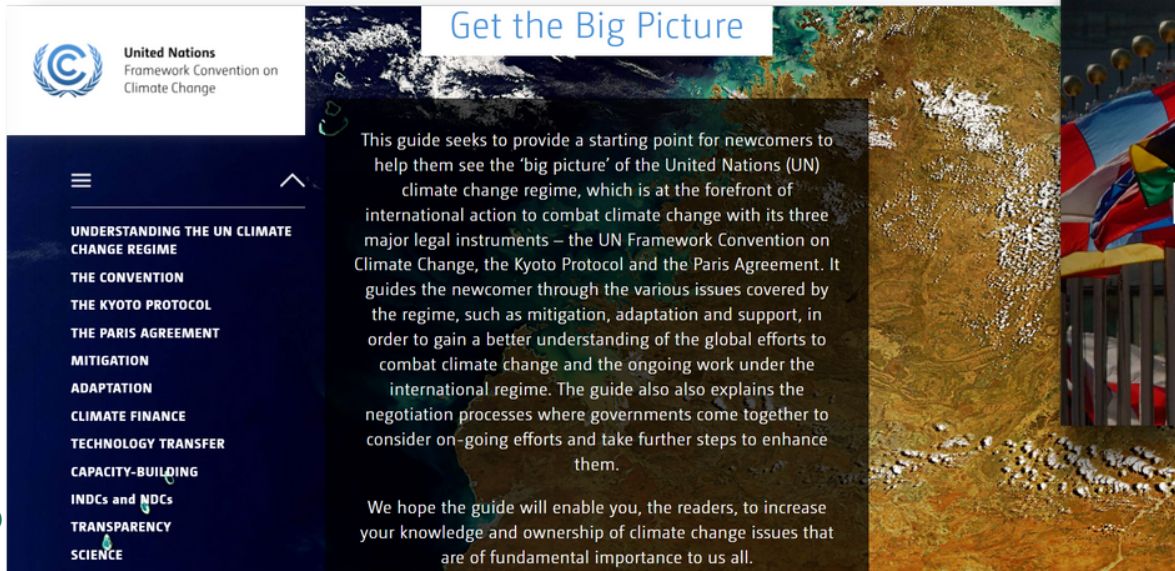 Get the Big Picture
United Nations
Framework Convention on
Climate Change
UNDERSTANDING THE UN CLIMATE
CHANGE REGIME
THE CONVENTION
THE KYOTO PROTOCOL
THE PARIS AGREEMENT
MITIGATION
ADAPTATION
CLIMATE FINANCE
TECHNOLOGY TRANSFER
CAPACITY-BUILDING
INDCs and NDCs
TRANSPARENCY
SCIENCE
This guide seeks to provide a starting point for newcomers to
help them see the ‘big picture’ of the United Nations (UN)
climate change regime, which is at the forefront of
international action to combat climate change with its three
major legal instruments – the UN Framework Convention on
Climate Change, the Kyoto Protocol and the Paris Agreement. It
guides the newcomer through the various issues covered by
the regime, such as mitigation, adaptation and support, in
order to gain a better understanding of the global efforts to
combat climate change and the ongoing work under the
international regime. The guide also also explains the
negotiation processes where governments come together to
consider on-going efforts and take further steps to enhance
them.
We hope the guide will enable you, the readers, to increase
your knowledge and ownership of climate change issues that
are of fundamental importance to us all.